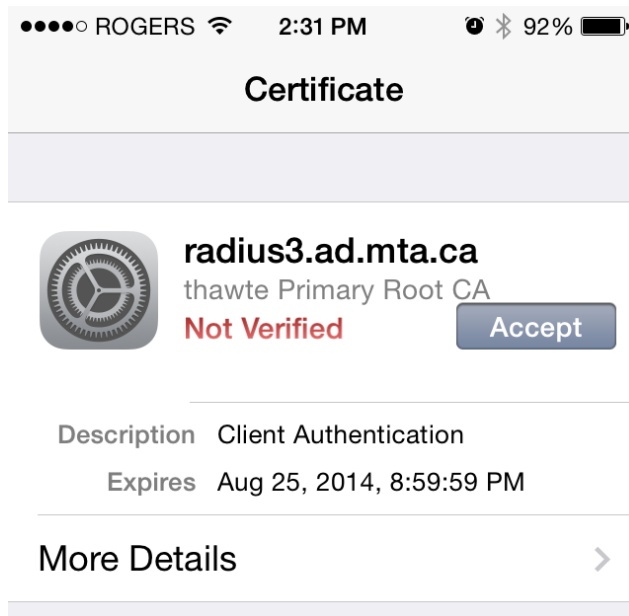 ROGERS 2:31 PM 92%
Certificate
radius3.ad.mta.ca
thawte Primary Root CA
Not Verified
Accept
Description Client Authentication
Expires Aug 25, 2014, 8:59:59 PM
More Details